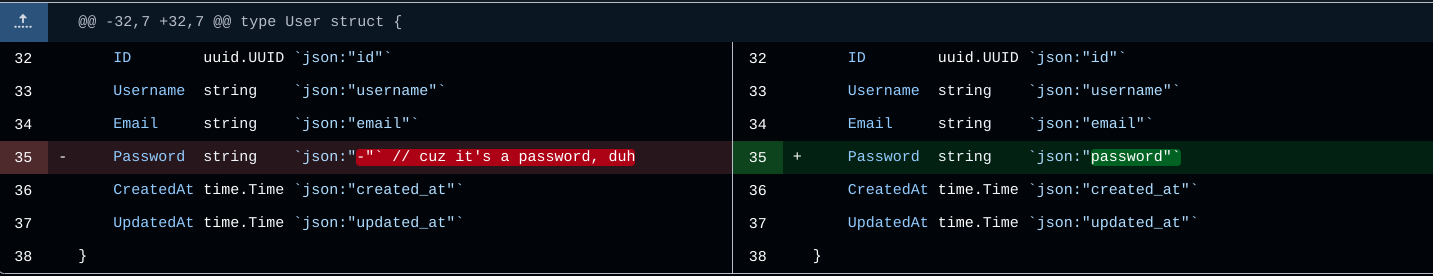 @@ -32,7 +32,7 @@ type User struct {
32 ID uuid.UUID `json:"id"`
33 Username string `json:"username"`
34 Email string `json:"email"`
35 - Password string `json:"-"` // cuz it's a password, duh
36 CreatedAt time.Time `json:"created_at"`
37 UpdatedAt time.Time `json:"updated_at"`
38 }
32 ID uuid.UUID `json:"id"`
33 Username string `json:"username"`
34 Email string `json:"email"`
35 + Password string `json:"password"`
36 CreatedAt time.Time `json:"created_at"`
37 UpdatedAt time.Time `json:"updated_at"`
38 }